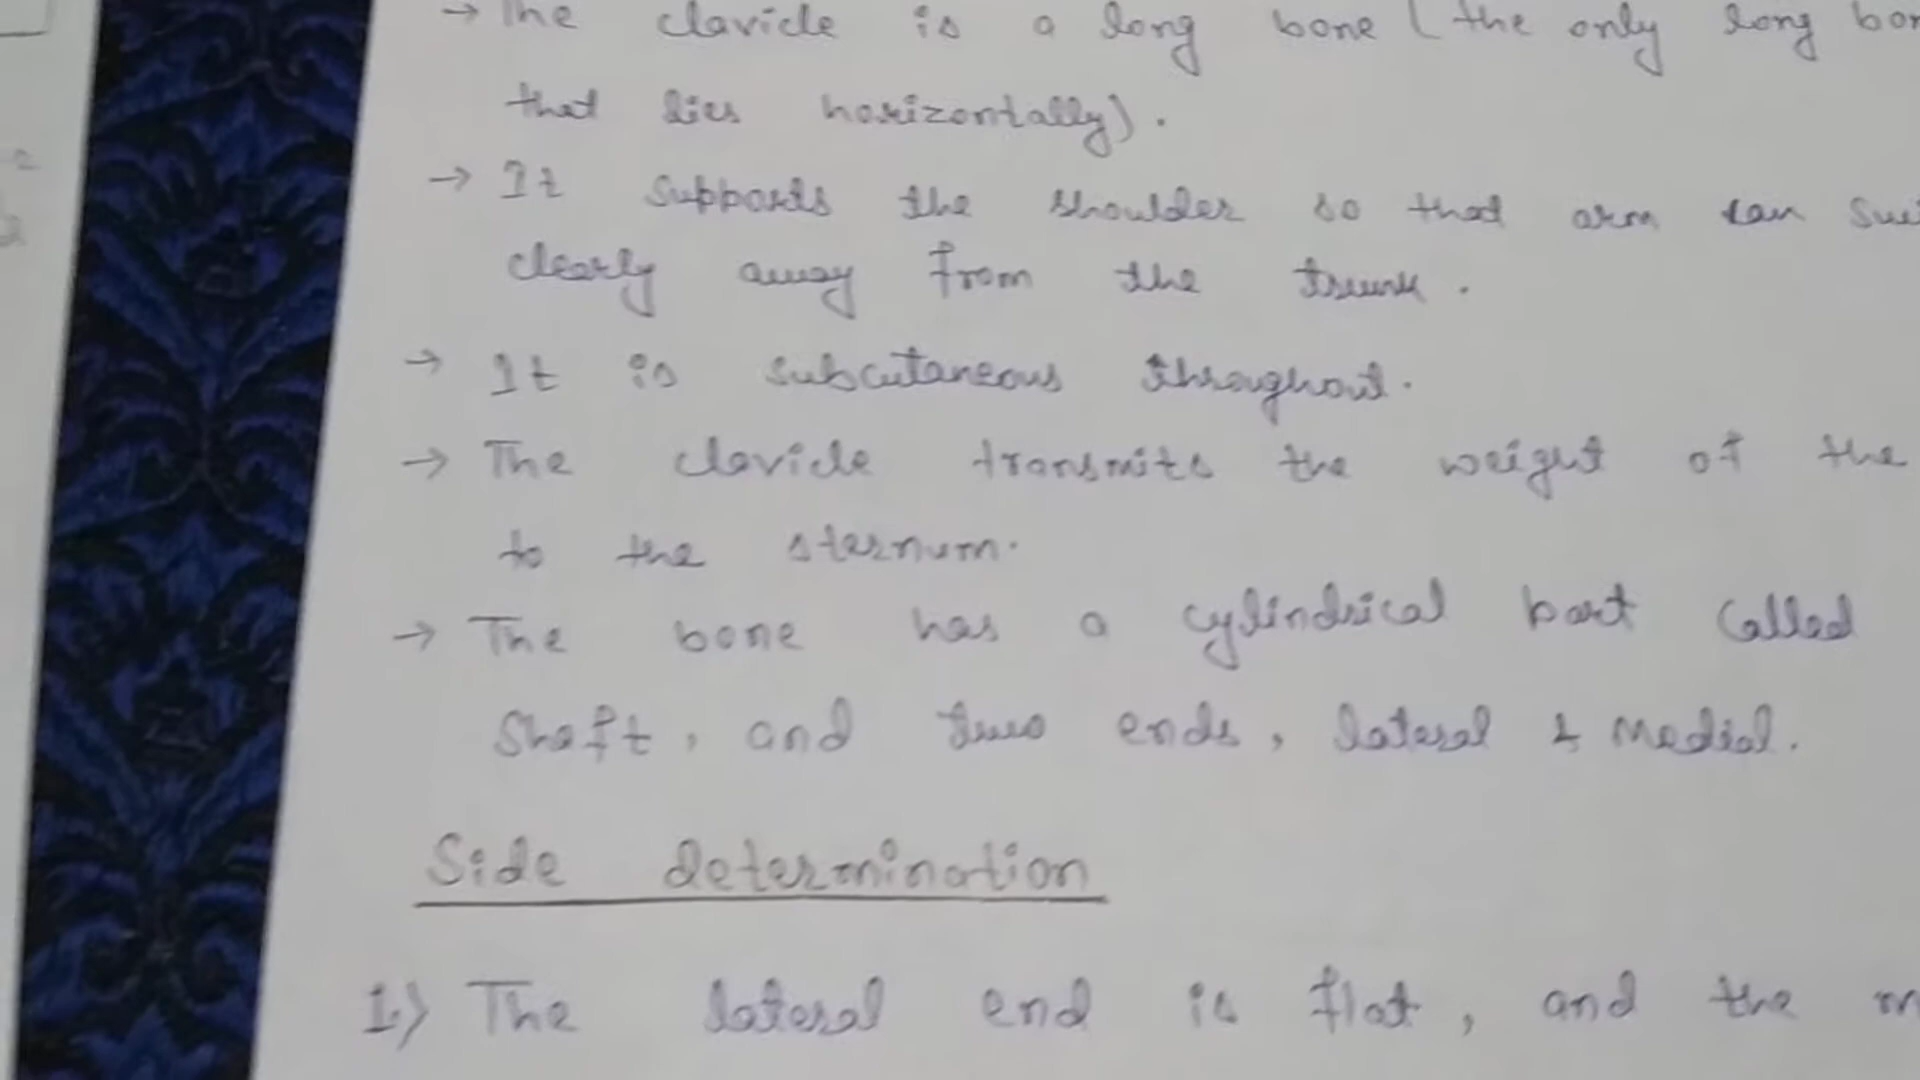 → The clavicle is a long bone (the only long
that lies horizontally).
→ It supports the shoulder so that arm can
clearly away from the trunk.
→ It is subcutaneous throughout.
→ The clavicle transmits the weight of the
to the sternum.
→ The bone has a cylindrical part called
shaft, and two ends, lateral & medial.
Side determination
1.) The lateral end is flat, and the